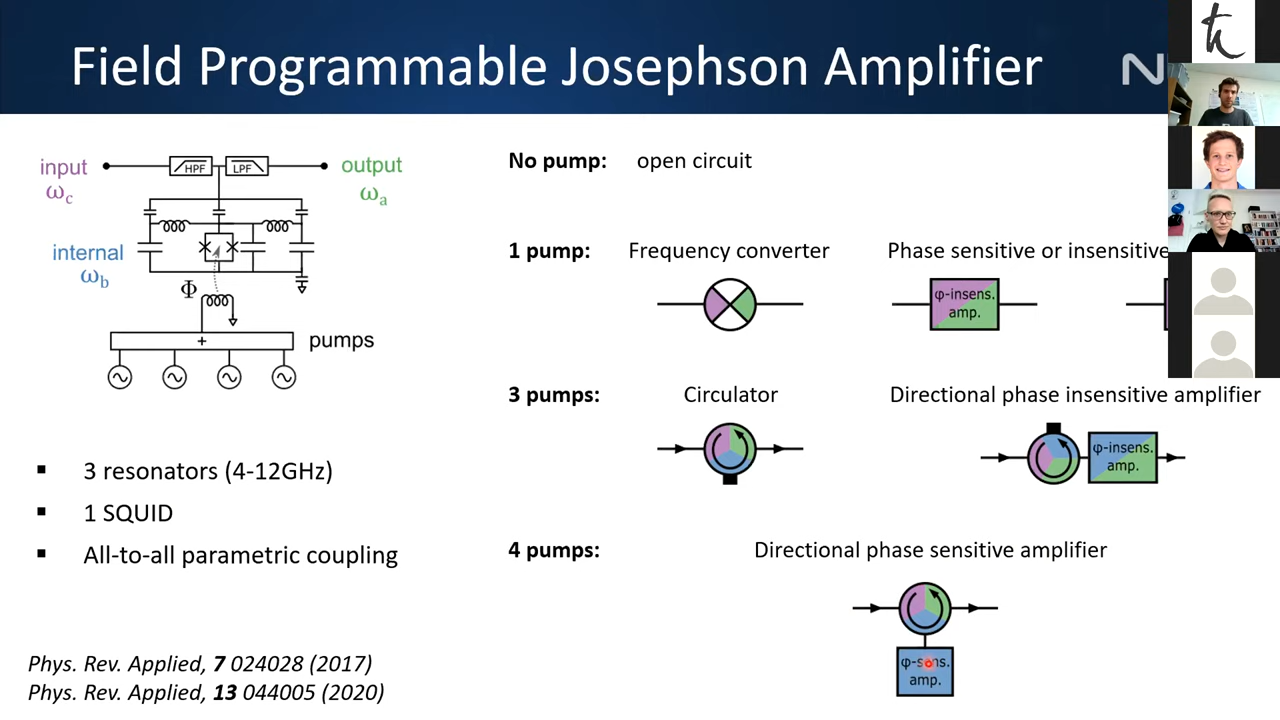 Field Programmable Josephson Amplifier
input
ωc
HPF
LPF
output
ωa
internal
ωb
Φ
+
pumps
▪ 3 resonators (4-12GHz)
▪ 1 SQUID
▪ All-to-all parametric coupling
Phys. Rev. Applied, 7 024028 (2017)
Phys. Rev. Applied, 13 044005 (2020)
No pump: open circuit
1 pump: Frequency converter Phase sensitive or insensitive
φ-insens.
amp.
3 pumps: Circulator Directional phase insensitive amplifier
φ-insens.
amp.
4 pumps: Directional phase sensitive amplifier
φ-sens.
amp.